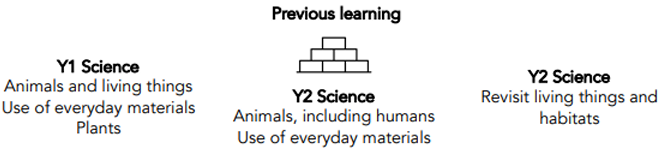 Previous learning
Y1 Science
Animals and living things
Use of everyday materials
Plants
Y2 Science
Animals, including humans
Use of everyday materials
Y2 Science
Revisit living things and
habitats